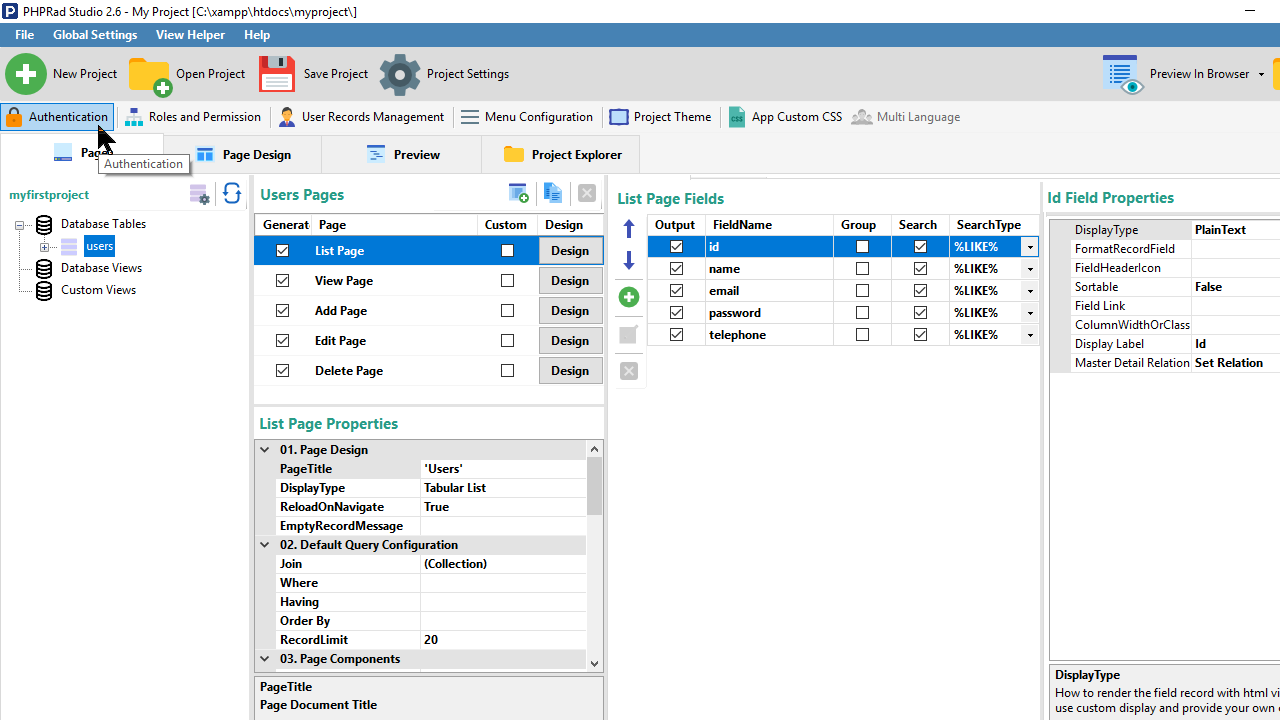 PHPRad Studio 2.6 - My Project [C:\xampp\htdocs\myproject\]
File Global Settings View Helper Help
New Project Open Project Save Project Project Settings Preview In Browser
Authentication Roles and Permission User Records Management Menu Configuration Project Theme App Custom CSS Multi Language
Pages Page Design Preview Project Explorer
Authentication
myfirstproject
Database Tables
users
Database Views
Custom Views
Users Pages
Generat Page Custom Design
List Page Design
View Page Design
Add Page Design
Edit Page Design
Delete Page Design
List Page Properties
01. Page Design
PageTitle 'Users'
DisplayType Tabular List
ReloadOnNavigate True
EmptyRecordMessage
02. Default Query Configuration
Join (Collection)
Where
Having
Order By
RecordLimit 20
03. Page Components
PageTitle
Page Document Title
List Page Fields
Output FieldName Group Search SearchType
id %LIKE%
name %LIKE%
email %LIKE%
password %LIKE%
telephone %LIKE%
Id Field Properties
DisplayType PlainText
FormatRecordField
FieldHeaderIcon
Sortable False
Field Link
ColumnWidthOrClass
Display Label Id
Master Detail Relation Set Relation
DisplayType
How to render the field record with html vi
use custom display and provide your own